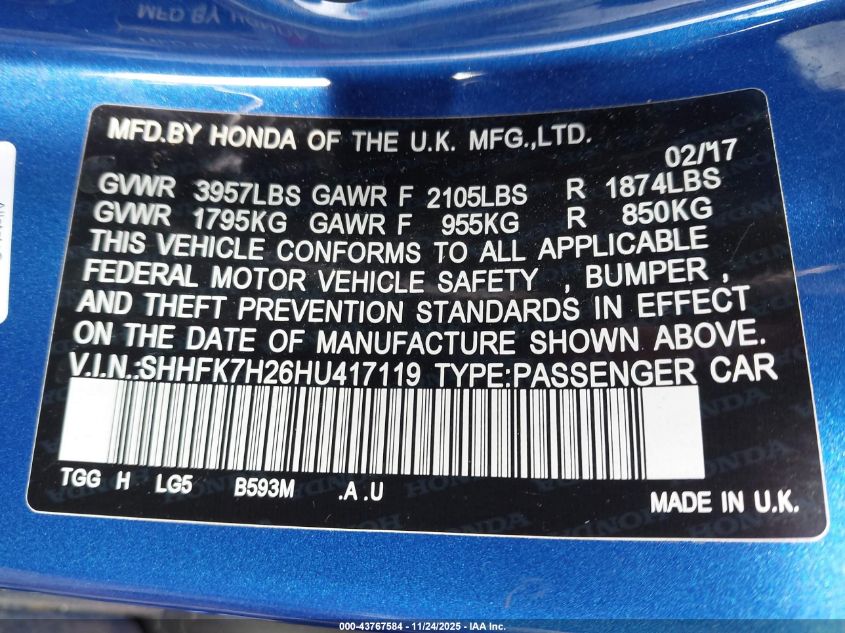 MFD.BY HONDA OF THE U.K. MFG.,LTD.
02/'17
GVWR 3957LBS GAWR F 2105LBS R 1874LBS
GVWR 1795KG GAWR F 955KG R 850KG
THIS VEHICLE CONFORMS TO ALL APPLICABLE
FEDERAL MOTOR VEHICLE SAFETY , BUMPER ,
AND THEFT PREVENTION STANDARDS IN EFFECT
ON THE DATE OF MANUFACTURE SHOWN ABOVE.
V.I.N.:SHHFK7H26HU417119 TYPE:PASSENGER CAR
TGG H LG5 B593M .A .U
MADE IN U.K.
000-43767584 - 11/24/2025 - IAA Inc.